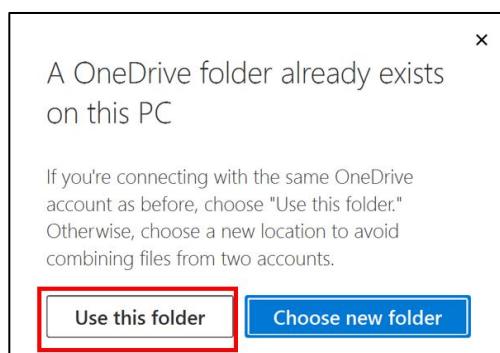 A OneDrive folder already exists
on this PC
If you're connecting with the same OneDrive
account as before, choose "Use this folder."
Otherwise, choose a new location to avoid
combining files from two accounts.
Use this folder
Choose new folder